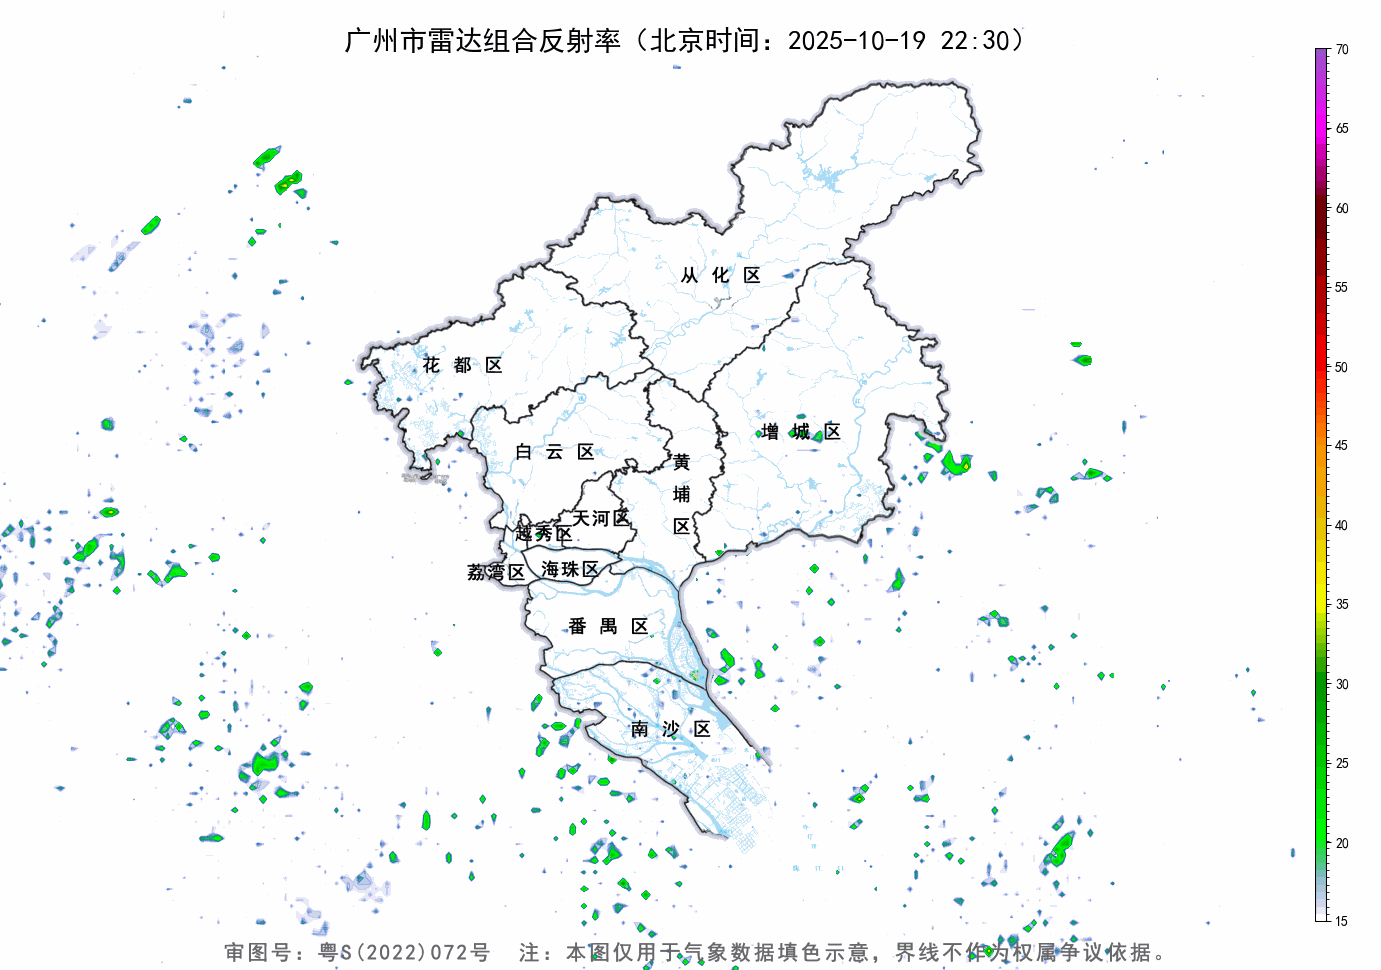 广州市雷达组合反射率（北京时间：2025-10-19 22:30）
70
65
60
55
50
45
40
35
30
25
20
15
从化区
花都区
增城区
白云区
黄埔区
天河区
越秀区
海珠区
荔湾区
番禺区
南沙区
审图号：粤S(2022)072号 注：本图仅用于气象数据填色示意，界线不作为权属争议依据。